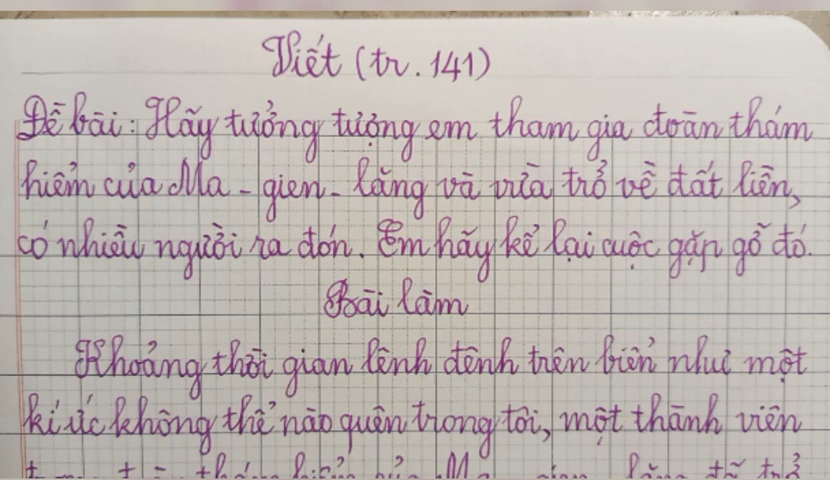 Viết (tr. 141)
Đề bài: Hãy tưởng tượng em tham gia đoàn thám
hiểm của Ma - gien - lăng và vừa trở về đất liền,
có nhiều người ra đón. Em hãy kể lại cuộc gặp gỡ đó.
Bài làm
Khoảng thời gian lênh đênh trên biển như một
kí ức không thể nào quên trong tôi, một thành viên